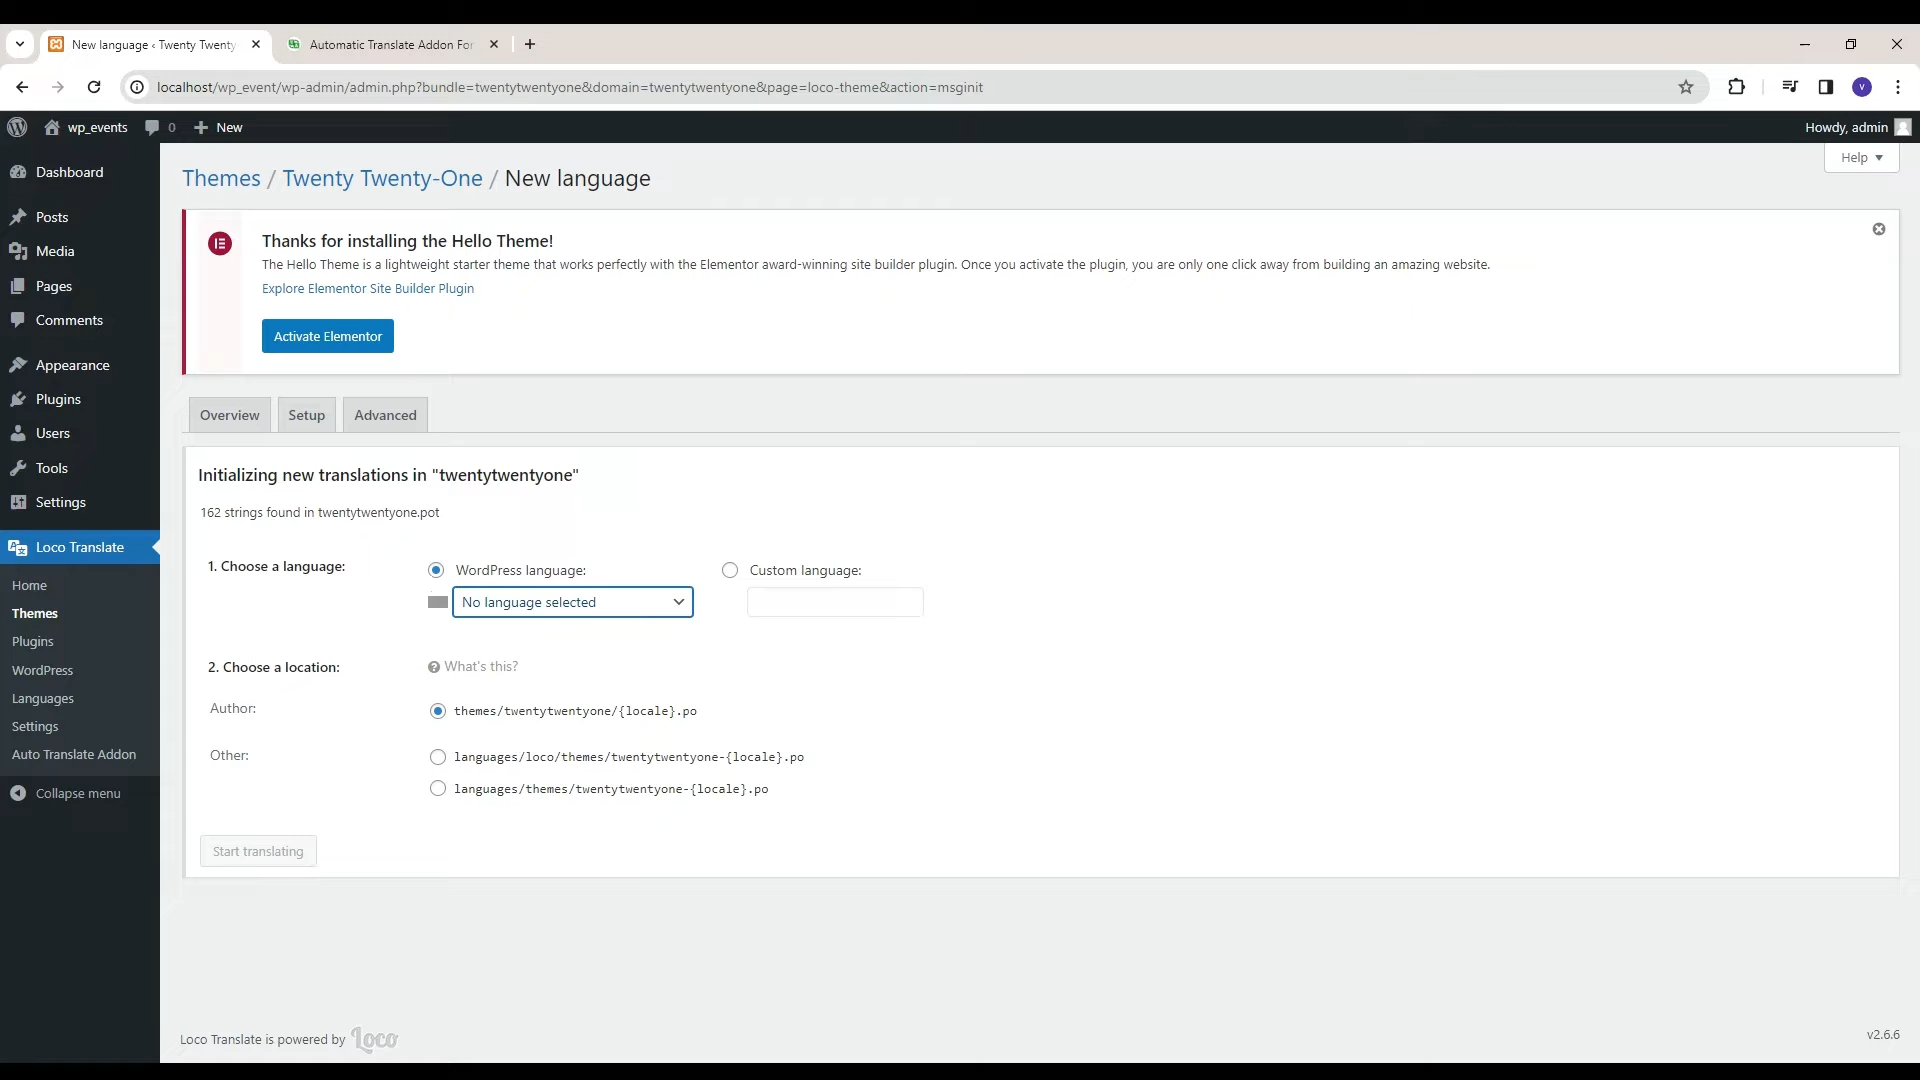 New language ‹ Twenty Twenty
Automatic Translate Addon For
localhost/wp_event/wp-admin/admin.php?bundle=twentytwentyone&domain=twentytwentyone&page=loco-theme&action=msginit
V
wp_events
0
New
Howdy, admin
Help
Dashboard
Posts
Media
Pages
Comments
Appearance
Plugins
Users
Tools
Settings
Loco Translate
Home
Themes
Plugins
WordPress
Languages
Settings
Auto Translate Addon
Collapse menu
Themes / Twenty Twenty-One / New language
Thanks for installing the Hello Theme!
The Hello Theme is a lightweight starter theme that works perfectly with the Elementor award-winning site builder plugin. Once you activate the plugin, you are only one click away from building an amazing website.
Explore Elementor Site Builder Plugin
Activate Elementor
Overview
Setup
Advanced
Initializing new translations in "twentytwentyone"
162 strings found in twentytwentyone.pot
1. Choose a language:
WordPress language:
Custom language:
No language selected
2. Choose a location:
What's this?
Author:
themes/twentytwentyone/{locale}.po
Other:
languages/loco/themes/twentytwentyone-{locale}.po
languages/themes/twentytwentyone-{locale}.po
Start translating
Loco Translate is powered by Loco
v2.6.6